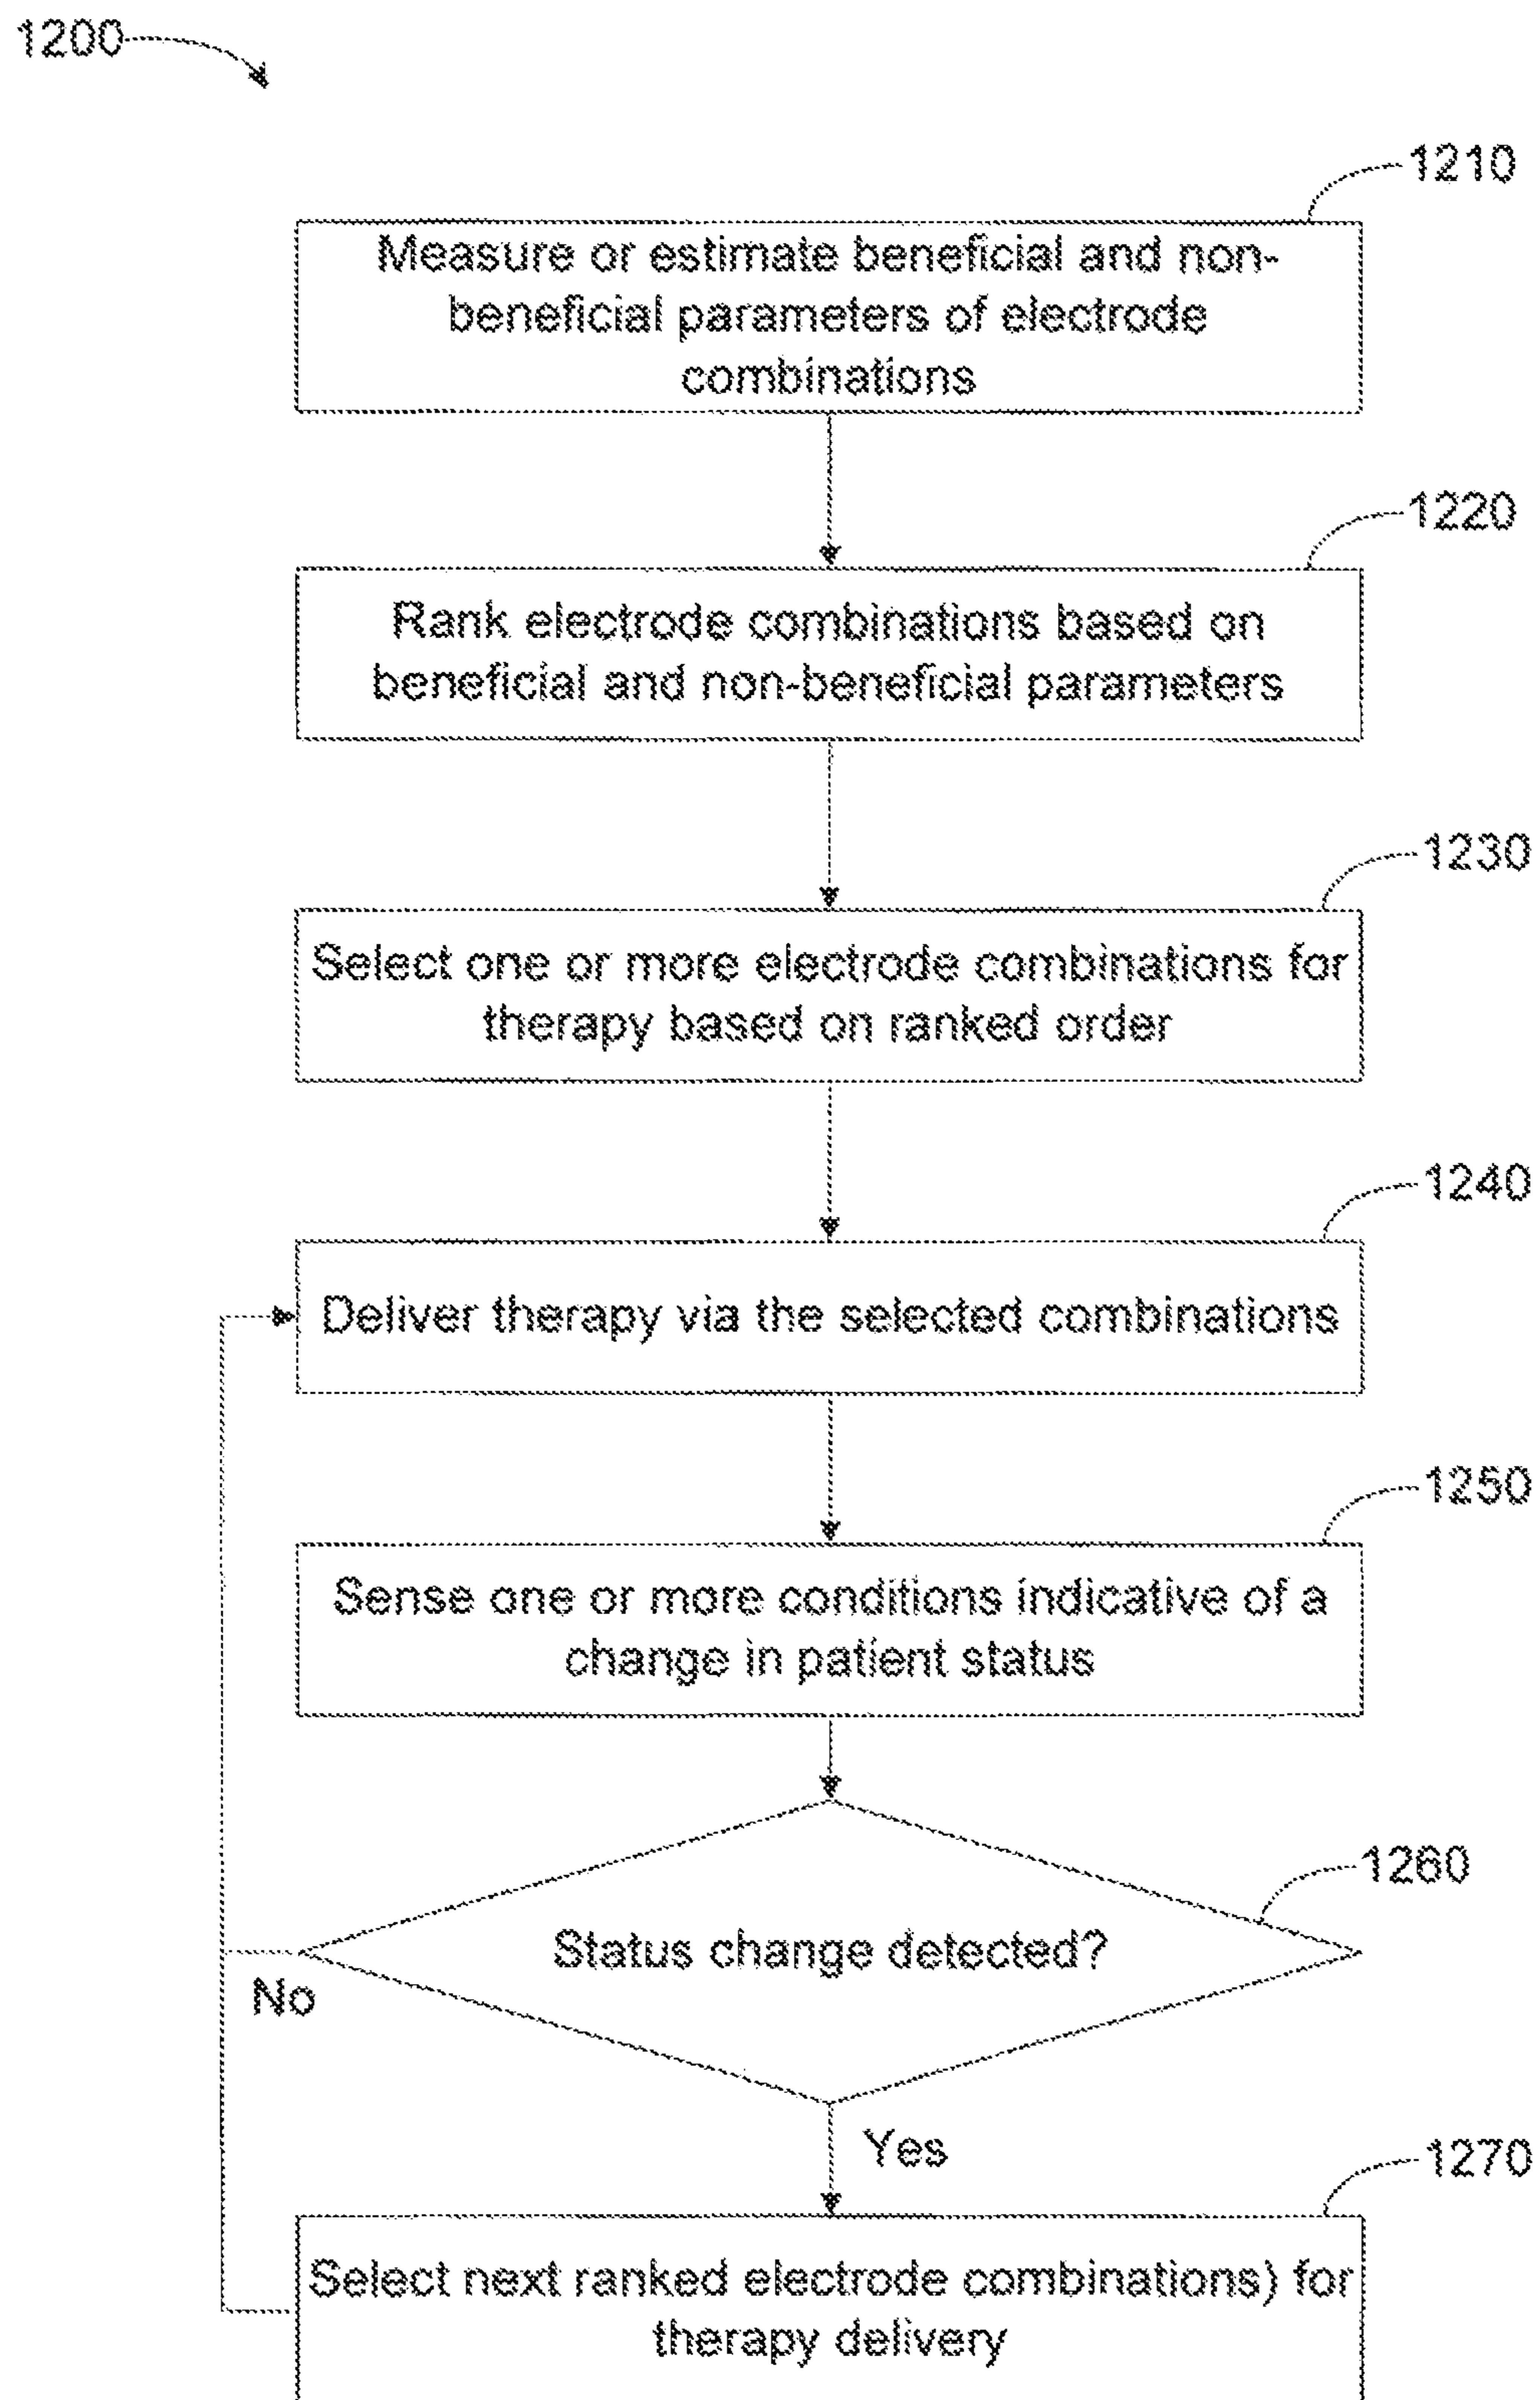 1200
1210
Measure or estimate beneficial and non-
beneficial parameters of electrode
combinations
1220
Rank electrode combinations based on
beneficial and non-beneficial parameters
1230
Select one or more electrode combinations for
therapy based on ranked order
1240
Deliver therapy via the selected combinations
1250
Sense one or more conditions indicative of a
change in patient status
1260
Status change detected?
No
Yes
1270
Select next ranked electrode combinations) for
therapy delivery